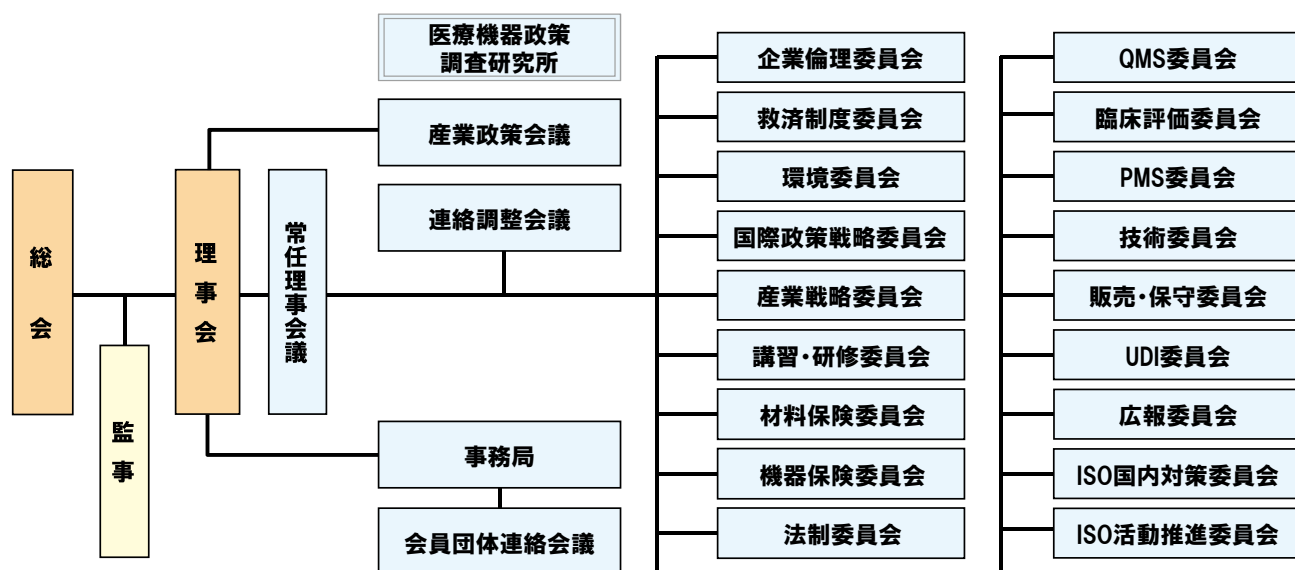 総会
監事
理事会
常任理事会議
医療機器政策
調査研究所
産業政策会議
連絡調整会議
事務局
会員団体連絡会議
企業倫理委員会
救済制度委員会
環境委員会
国際政策戦略委員会
産業戦略委員会
講習・研修委員会
材料保険委員会
機器保険委員会
法制委員会
QMS委員会
臨床評価委員会
PMS委員会
技術委員会
販売・保守委員会
UDI委員会
広報委員会
ISO国内対策委員会
ISO活動推進委員会